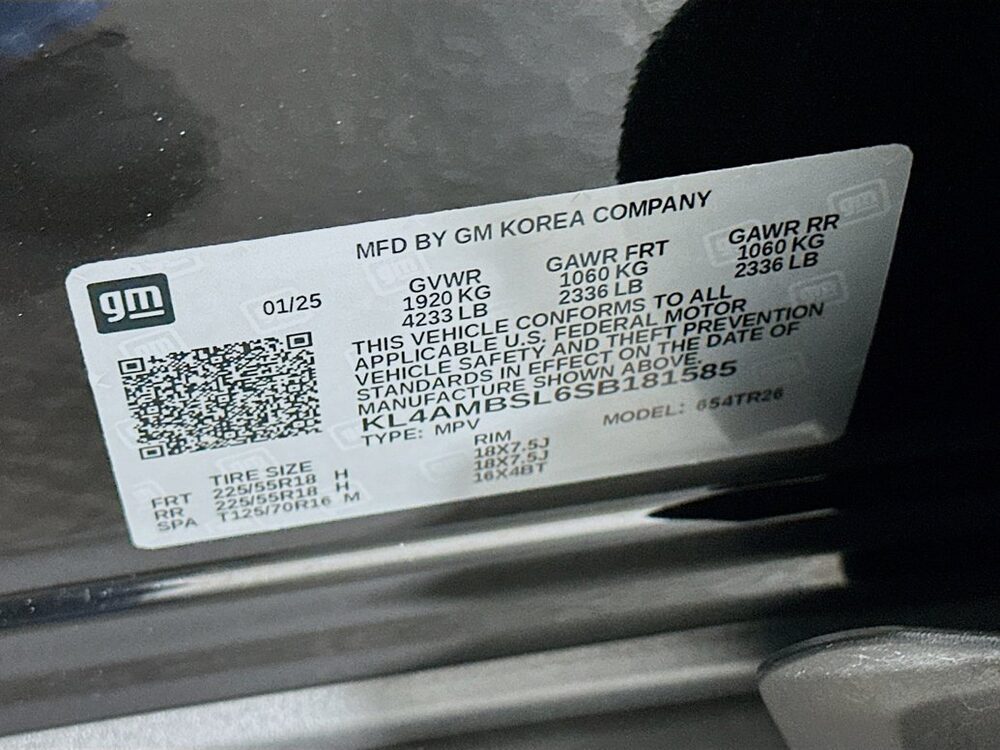 MFD BY GM KOREA COMPANY
gm
01/25
GVWR
1920 KG
4233 LB
GAWR FRT
1060 KG
2336 LB
GAWR RR
1060 KG
2336 LB
THIS VEHICLE CONFORMS TO ALL
APPLICABLE U.S. FEDERAL MOTOR
VEHICLE SAFETY AND THEFT PREVENTION
STANDARDS IN EFFECT ON THE DATE OF
MANUFACTURE SHOWN ABOVE.
KL4AMBSL6SB181585
TYPE: MPV
MODEL: 654TR26
TIRE SIZE
RIM
FRT 225/55R18 H 18X7.5J
RR 225/55R18 H 18X7.5J
SPA T125/70R16 M 16X4BT